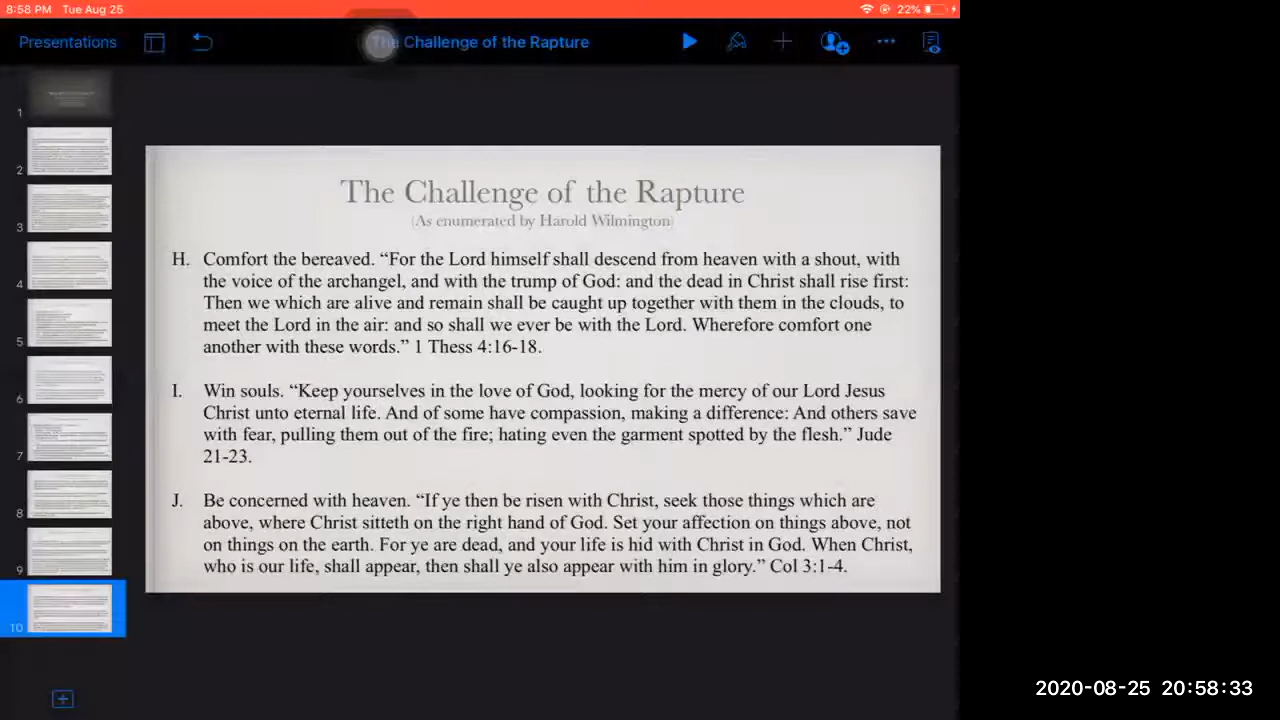 8:58 PM Tue Aug 25
22%
Presentations
The Challenge of the Rapture
1
2
3
4
5
6
7
8
9
10
The Challenge of the Rapture
(As enumerated by Harold Wilmington)
H. Comfort the bereaved. “For the Lord himself shall descend from heaven with a shout, with
the voice of the archangel, and with the trump of God: and the dead in Christ shall rise first:
Then we which are alive and remain shall be caught up together with them in the clouds, to
meet the Lord in the air: and so shall we ever be with the Lord. Wherefore comfort one
another with these words.” 1 Thess 4:16-18.
I. Win souls. “Keep yourselves in the love of God, looking for the mercy of our Lord Jesus
Christ unto eternal life. And of some have compassion, making a difference: And others save
with fear, pulling them out of the fire; hating even the garment spotted by the flesh.” Jude
21-23.
J. Be concerned with heaven. “If ye then be risen with Christ, seek those things which are
above, where Christ sitteth on the right hand of God. Set your affection on things above, not
on things on the earth. For ye are dead, and your life is hid with Christ in God. When Christ,
who is our life, shall appear, then shall ye also appear with him in glory.” Col 3:1-4.
2020-08-25 20:58:33